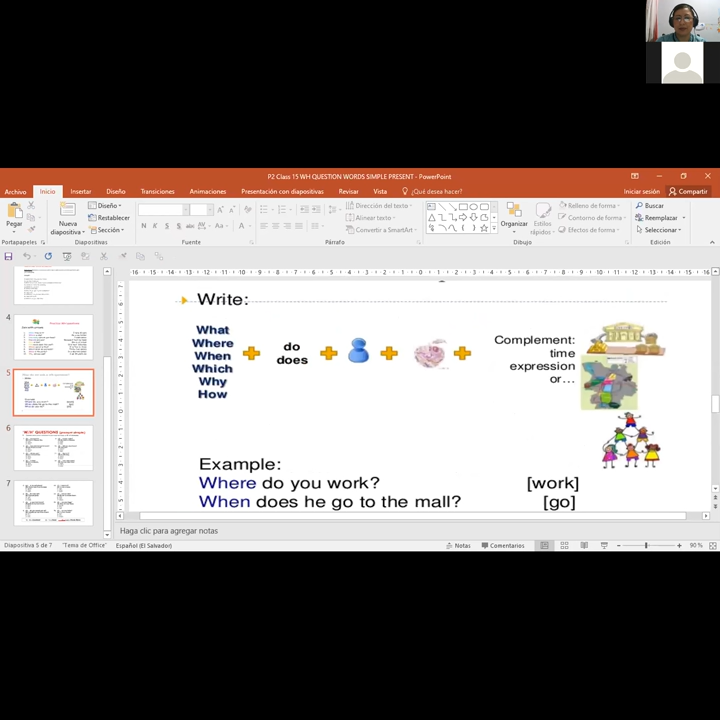 P2 Class 15 WH QUESTION WORDS SIMPLE PRESENT - PowerPoint
Archivo Inicio Insertar Diseño Transiciones Animaciones Presentación con diapositivas Revisar Vista ¿Qué desea hacer? Iniciar sesión Compartir
Pegar
Nueva diapositiva
Diseño
Restablecer
Sección
Dirección del texto
Alinear texto
Convertir a SmartArt
Organizar
Estilos rápidos
Relleno de forma
Contorno de forma
Efectos de forma
Buscar
Reemplazar
Seleccionar
Portapapeles Diapositivas Fuente Párrafo Dibujo Edición
4
5
6
7
Write:
What
Where
When
Which
Why
How
do
does
Complement:
time
expression
or...
Example:
Where do you work? [work]
When does he go to the mall? [go]
Haga clic para agregar notas
Diapositiva 5 de 7 "Tema de Office" Español (El Salvador) Notas Comentarios 90 %